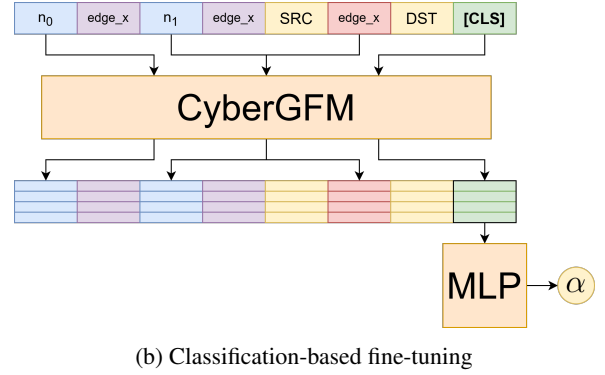 n₀ edge_x n₁ edge_x SRC edge_x DST [CLS]
CyberGFM
MLP α
(b) Classification-based fine-tuning